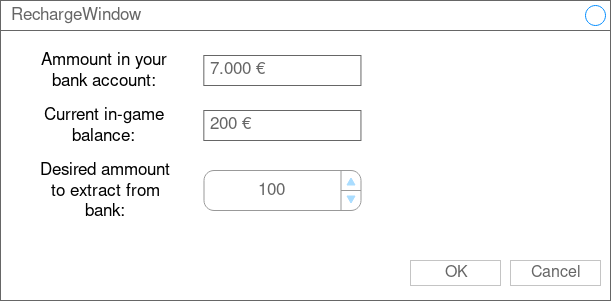 RechargeWindow
Ammount in your
bank account:
7.000 €
Current in-game
balance:
200 €
Desired ammount
to extract from
bank:
100
OK
Cancel